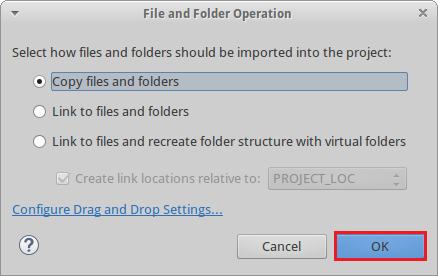 File and Folder Operation
Select how files and folders should be imported into the project:
Copy files and folders
Link to files and folders
Link to files and recreate folder structure with virtual folders
Create link locations relative to: PROJECT_LOC
Configure Drag and Drop Settings...
? Cancel OK